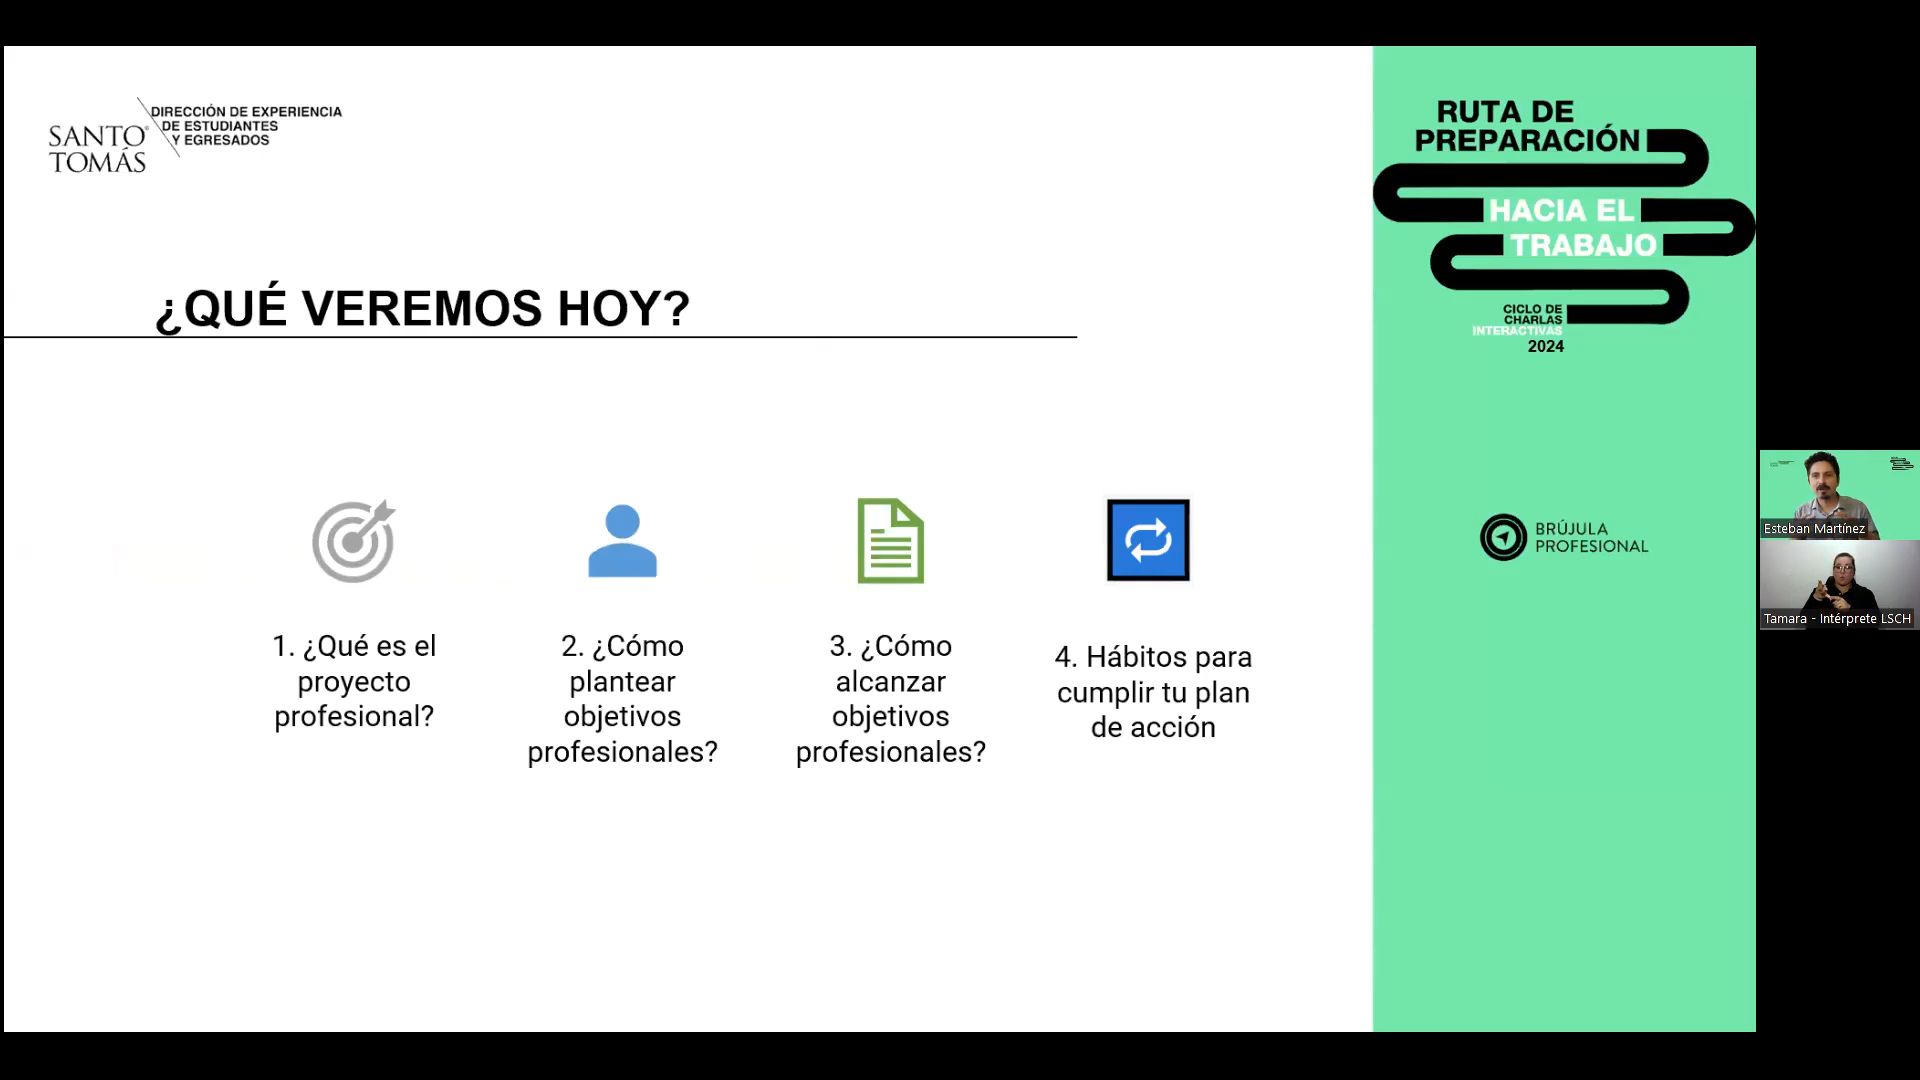 DIRECCIÓN DE EXPERIENCIA
DE ESTUDIANTES
Y EGRESADOS
SANTO
TOMÁS
¿QUÉ VEREMOS HOY?
1. ¿Qué es el
proyecto
profesional?
2. ¿Cómo
plantear
objetivos
profesionales?
3. ¿Cómo
alcanzar
objetivos
profesionales?
4. Hábitos para
cumplir tu plan
de acción
RUTA DE
PREPARACIÓN
HACIA EL
TRABAJO
CICLO DE
CHARLAS
INTERACTIVAS
2024
BRÚJULA
PROFESIONAL
Esteban Martínez
Tamara - Intérprete LSCH